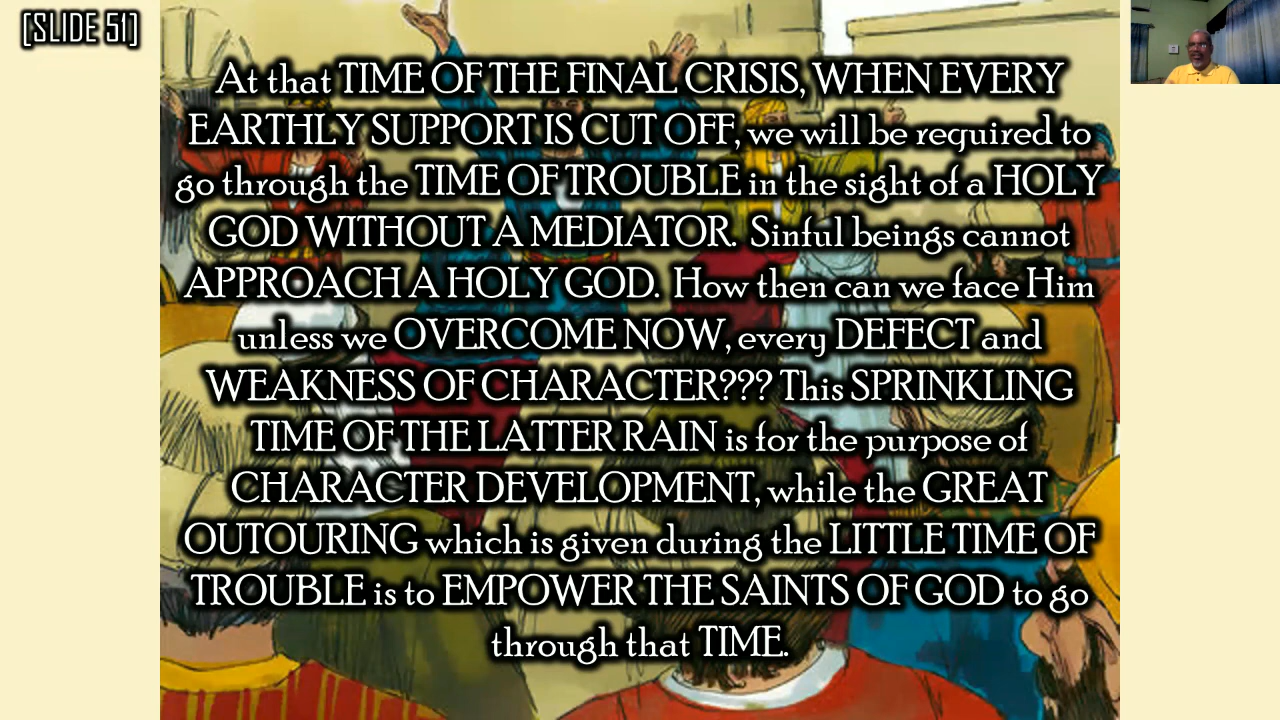 [SLIDE 51]
At that TIME OF THE FINAL CRISIS, WHEN EVERY
EARTHLY SUPPORT IS CUT OFF, we will be required to
go through the TIME OF TROUBLE in the sight of a HOLY
GOD WITHOUT A MEDIATOR. Sinful beings cannot
APPROACH A HOLY GOD. How then can we face Him
unless we OVERCOME NOW, every DEFECT and
WEAKNESS OF CHARACTER??? This SPRINKLING
TIME OF THE LATTER RAIN is for the purpose of
CHARACTER DEVELOPMENT, while the GREAT
OUTOURING which is given during the LITTLE TIME OF
TROUBLE is to EMPOWER THE SAINTS OF GOD to go
through that TIME.